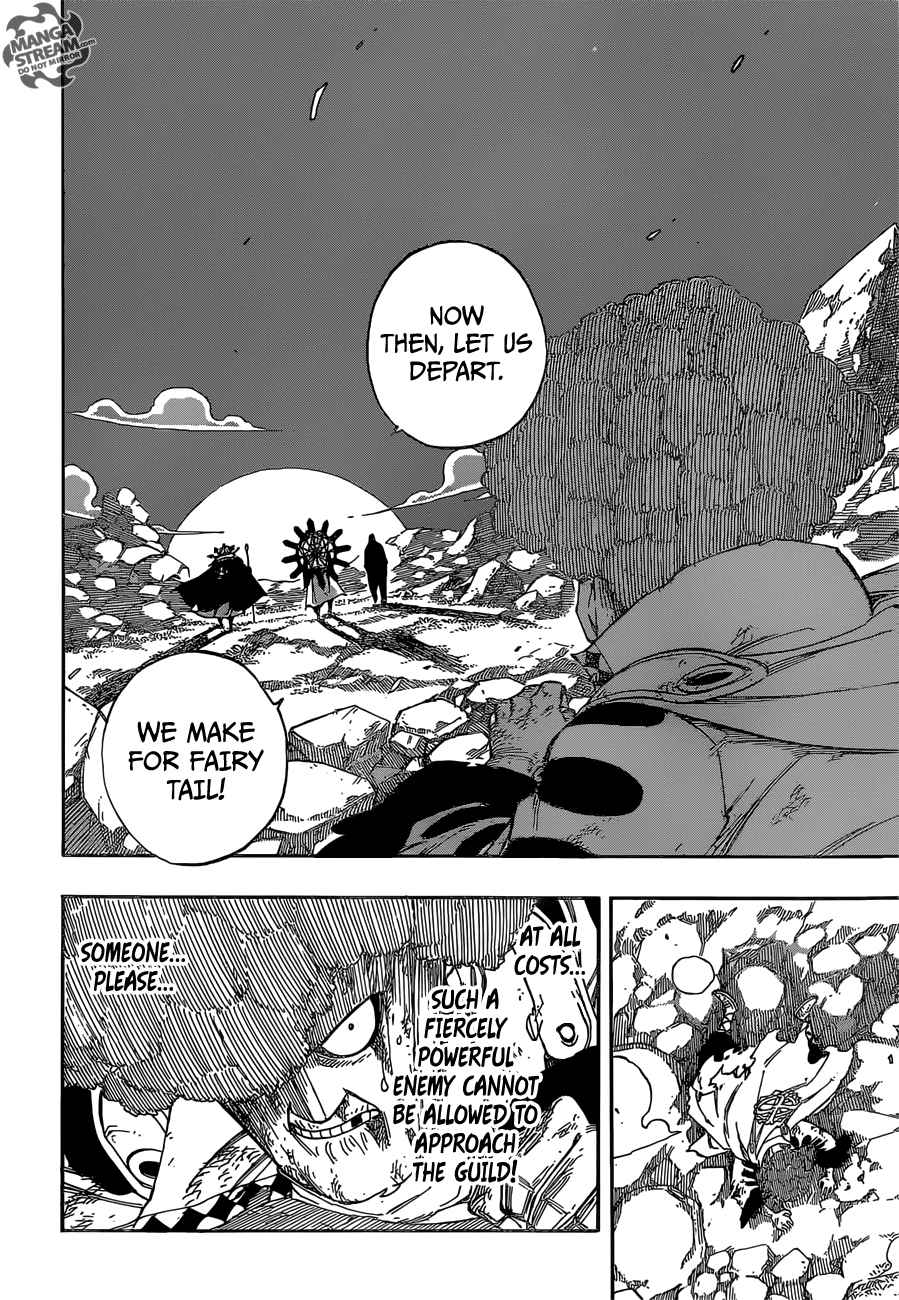 MANGA
STREAM.com
DO NOT MIRROR
NOW
THEN, LET US
DEPART.
WE MAKE
FOR FAIRY
TAIL!
AT ALL
COSTS...
SUCH A
FIERCELY
POWERFUL
ENEMY CANNOT
BE ALLOWED TO
APPROACH
THE GUILD!
SOMEONE...
PLEASE...